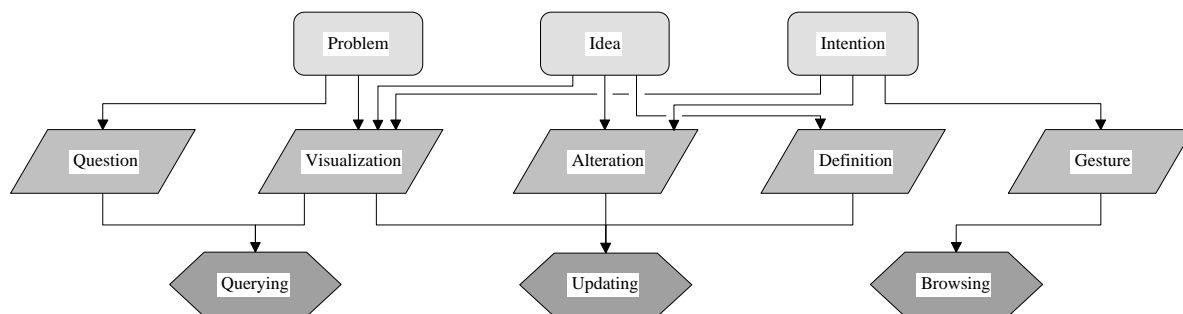 Problem
Idea
Intention
Question
Visualization
Alteration
Definition
Gesture
Querying
Updating
Browsing